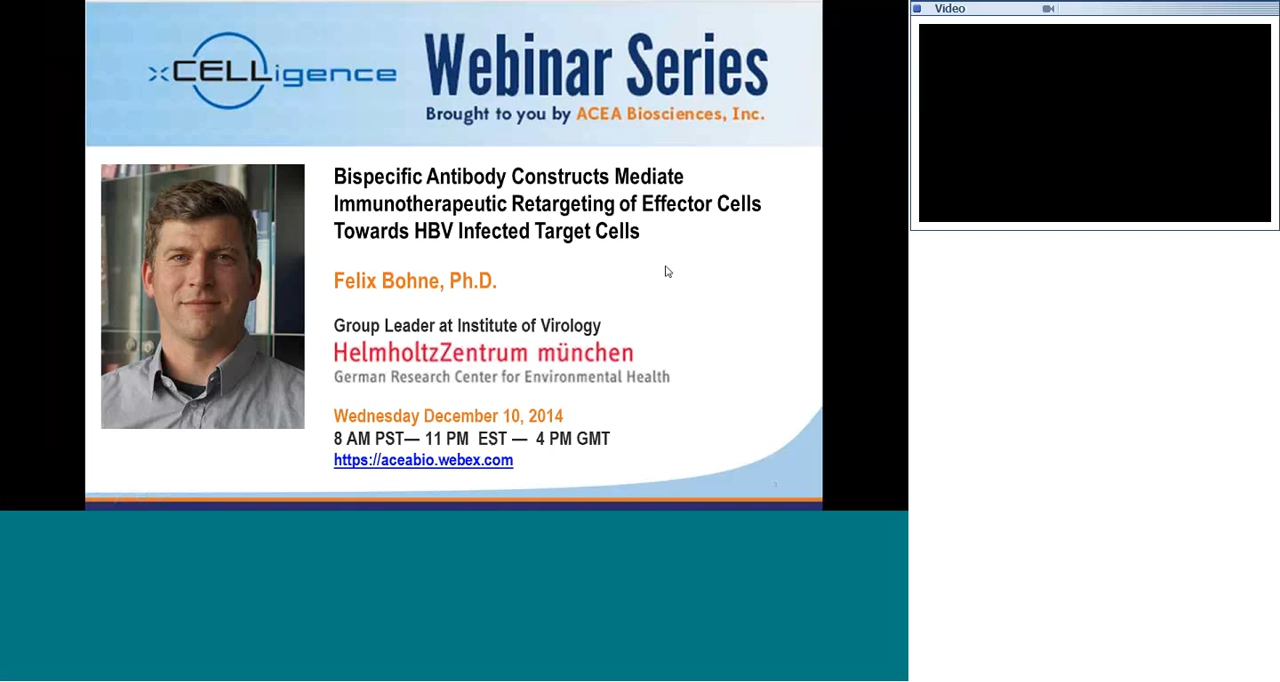 Video
xCELLigence
Webinar Series
Brought to you by ACEA Biosciences, Inc.
Bispecific Antibody Constructs Mediate
Immunotherapeutic Retargeting of Effector Cells
Towards HBV Infected Target Cells
Felix Bohne, Ph.D.
Group Leader at Institute of Virology
HelmholtzZentrum münchen
German Research Center for Environmental Health
Wednesday December 10, 2014
8 AM PST— 11 PM  EST — 4 PM GMT
https://aceabio.webex.com